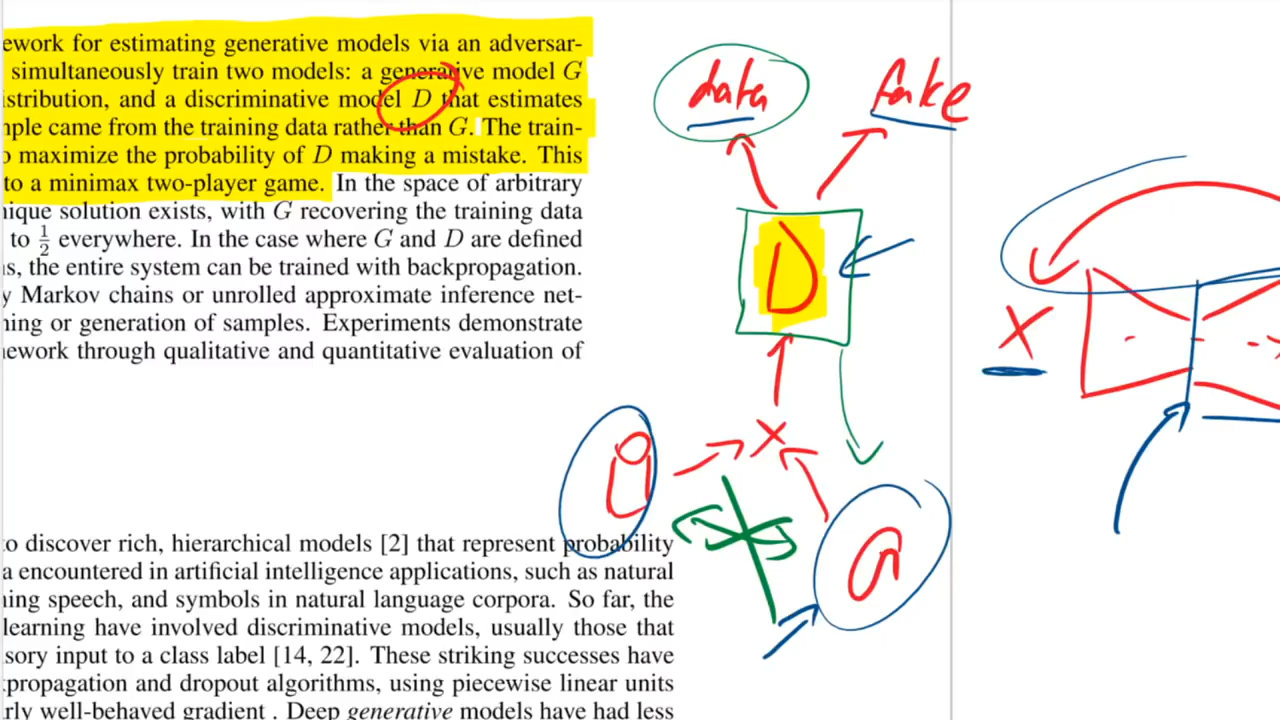 ework for estimating generative models via an adversar-
simultaneously train two models: a generative model G
istribution, and a discriminative model D that estimates
nple came from the training data rather than G. The train-
o maximize the probability of D making a mistake. This
to a minimax two-player game. In the space of arbitrary
nique solution exists, with G recovering the training data
to 1/2 everywhere. In the case where G and D are defined
ns, the entire system can be trained with backpropagation.
y Markov chains or unrolled approximate inference net-
ning or generation of samples. Experiments demonstrate
nework through qualitative and quantitative evaluation of
data fake
D
X
X
G
to discover rich, hierarchical models [2] that represent probability
a encountered in artificial intelligence applications, such as natural
ning speech, and symbols in natural language corpora. So far, the
learning have involved discriminative models, usually those that
sory input to a class label [14, 22]. These striking successes have
propagation and dropout algorithms, using piecewise linear units
rly well-behaved gradient . Deep generative models have had less